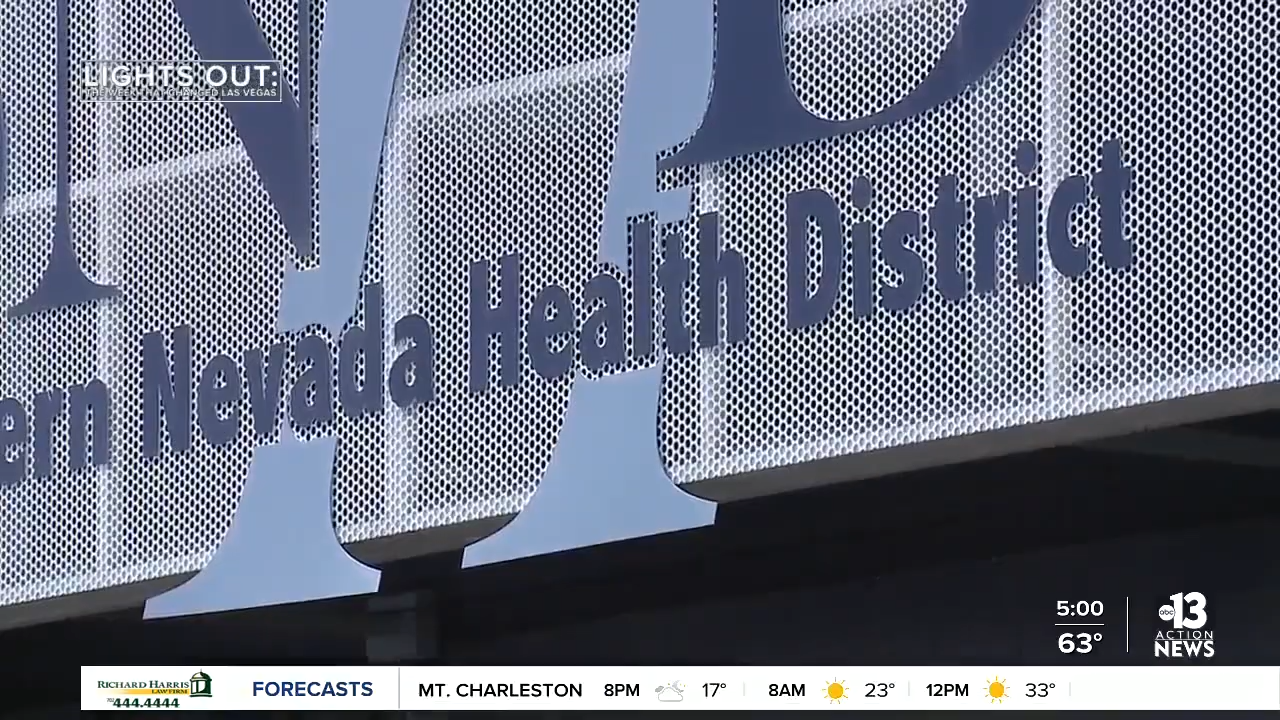 LIGHTS OUT:
THE WEEK THAT CHANGED LAS VEGAS
N H D
ern Nevada Health District
5:00
63°
abc 13
ACTION
NEWS
RICHARD HARRIS
LAW FIRM
444.4444
FORECASTS
MT. CHARLESTON 8PM 17° 8AM 23° 12PM 33°